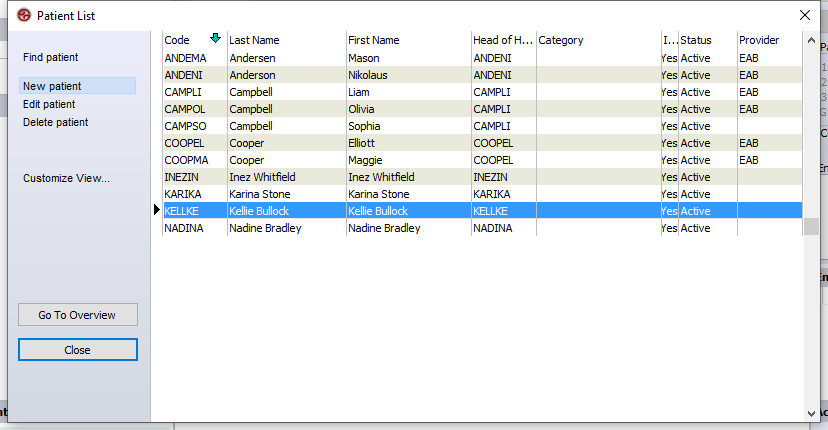 Patient List
Find patient
New patient
Edit patient
Delete patient
Customize View...
Go To Overview
Close
Code Last Name First Name Head of H... Category I... Status Provider
ANDEMA Andersen Mason ANDENI Yes Active EAB
ANDENI Anderson Nikolaus ANDENI Yes Active EAB
CAMPLI Campbell Liam CAMPLI Yes Active EAB
CAMPOL Campbell Olivia CAMPLI Yes Active EAB
CAMPSO Campbell Sophia CAMPLI Yes Active
COOPEL Cooper Elliott COOPEL Yes Active EAB
COOPMA Cooper Maggie COOPEL Yes Active EAB
INEZIN Inez Whitfield Inez Whitfield INEZIN Yes Active
KARIKA Karina Stone Karina Stone KARIKA Yes Active
KELLKE Kellie Bullock Kellie Bullock KELLKE Yes Active
NADINA Nadine Bradley Nadine Bradley NADINA Yes Active